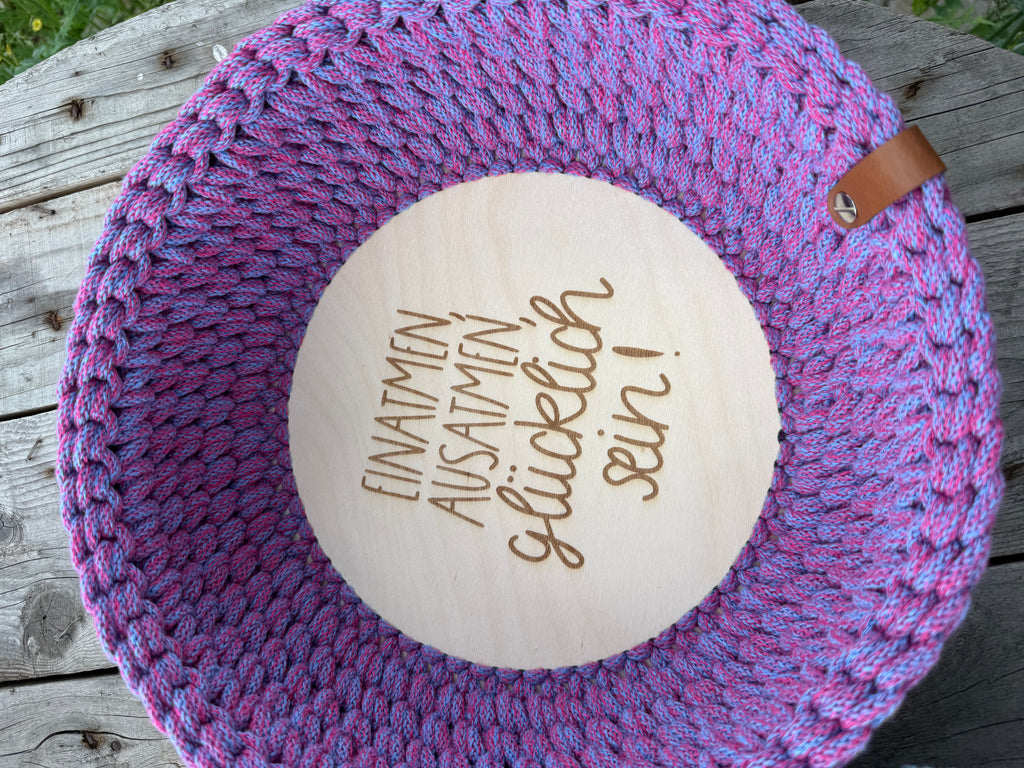 EINATMEN,
AUSATMEN,
glücklich
sein!